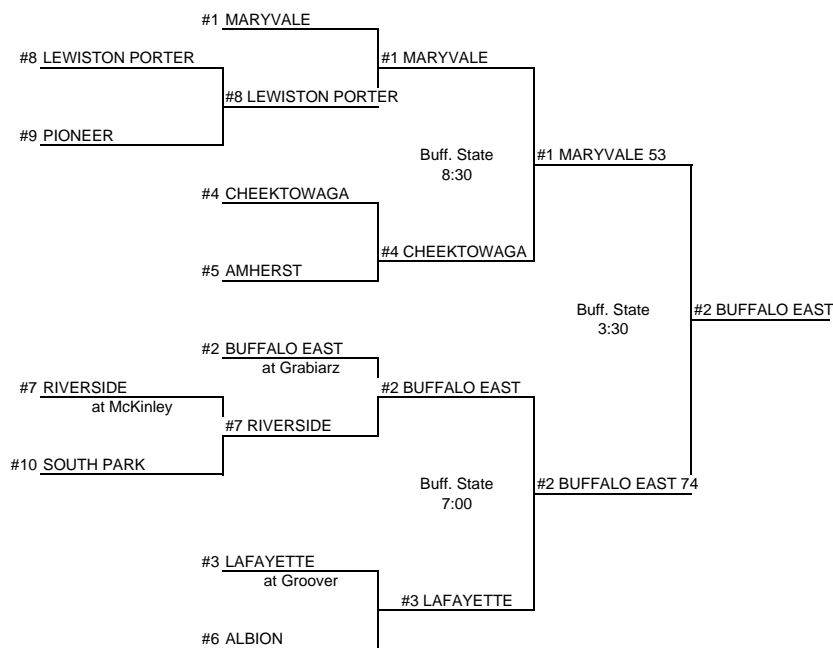 #1 MARYVALE
#8 LEWISTON PORTER
#1 MARYVALE
#8 LEWISTON PORTER
#9 PIONEER
Buff. State
8:30
#1 MARYVALE 53
#4 CHEEKTOWAGA
#4 CHEEKTOWAGA
#5 AMHERST
Buff. State
3:30
#2 BUFFALO EAST
#2 BUFFALO EAST
at Grabiarz
#7 RIVERSIDE
at McKinley
#2 BUFFALO EAST
#7 RIVERSIDE
#10 SOUTH PARK
Buff. State
7:00
#2 BUFFALO EAST 74
#3 LAFAYETTE
at Groover
#3 LAFAYETTE
#6 ALBION